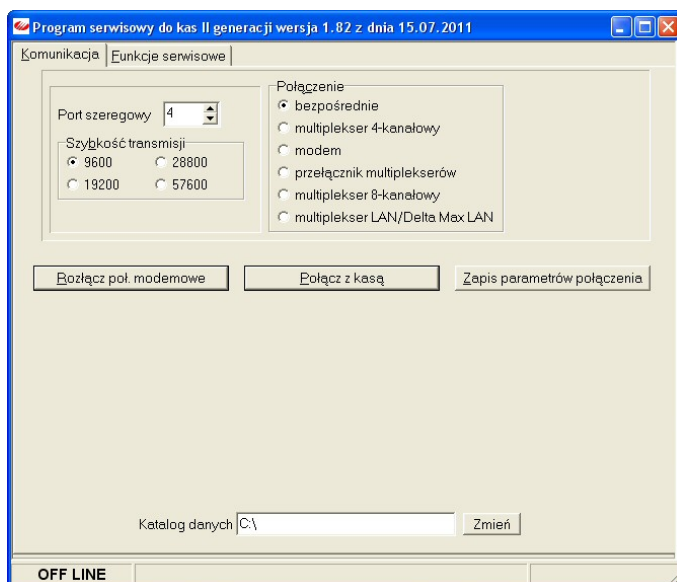 Program serwisowy do kas II generacji wersja 1.82 z dnia 15.07.2011
Komunikacja
Funkcje serwisowe
Port szeregowy 4
Szybkość transmisji
9600 28800
19200 57600
Połączenie
bezpośrednie
multiplekser 4-kanałowy
modem
przełącznik multiplekserów
multiplekser 8-kanałowy
multiplekser LAN/Delta Max LAN
Rozłącz poł. modemowe
Połącz z kasą
Zapis parametrów połączenia
Katalog danych C:\ Zmień
OFF LINE